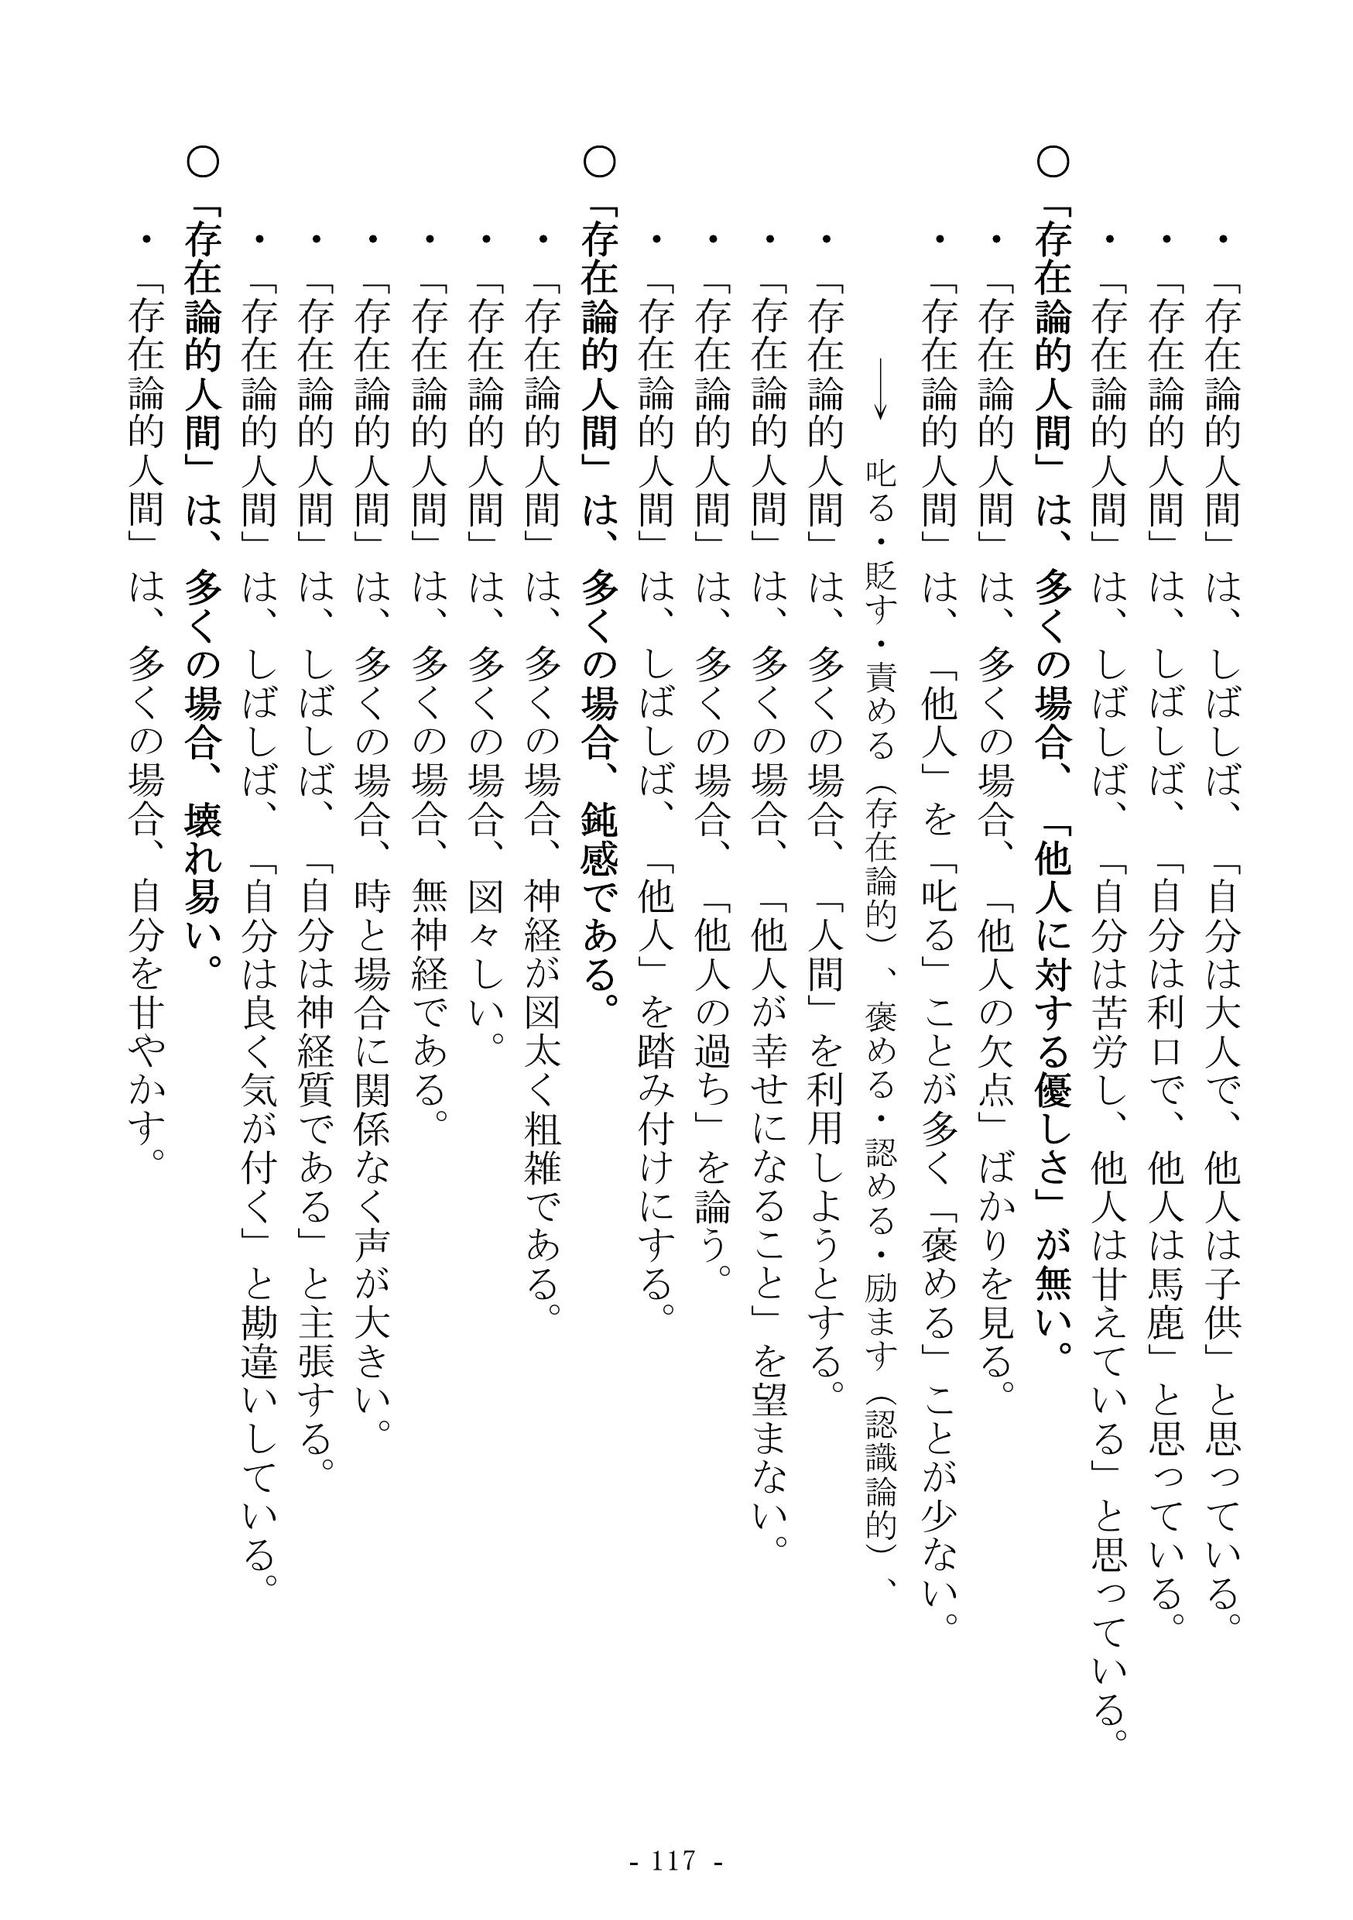 ・「存在論的人間」は、しばしば、「自分は大人で、他人は子供」と思っている。
・「存在論的人間」は、しばしば、「自分は利口で、他人は馬鹿」と思っている。
・「存在論的人間」は、しばしば、「自分は苦労し、他人は甘えている」と思っている。
○「存在論的人間」は、多くの場合、「他人に対する優しさ」が無い。
・「存在論的人間」は、多くの場合、「他人の欠点」ばかりを見る。
・「存在論的人間」は、「他人」を「叱る」ことが多く「褒める」ことが少ない。
→ 叱る・貶す・責める（存在論的）、褒める・認める・励ます（認識論的）、
・「存在論的人間」は、多くの場合、「人間」を利用しようとする。
・「存在論的人間」は、多くの場合、「他人が幸せになること」を望まない。
・「存在論的人間」は、多くの場合、「他人の過ち」を論う。
・「存在論的人間」は、しばしば、「他人」を踏み付けにする。
○「存在論的人間」は、多くの場合、鈍感である。
・「存在論的人間」は、多くの場合、神経が図太く粗雑である。
・「存在論的人間」は、多くの場合、図々しい。
・「存在論的人間」は、多くの場合、無神経である。
・「存在論的人間」は、多くの場合、時と場合に関係なく声が大きい。
・「存在論的人間」は、しばしば、「自分は神経質である」と主張する。
・「存在論的人間」は、しばしば、「自分は良く気が付く」と勘違いしている。
○「存在論的人間」は、多くの場合、壊れ易い。
・「存在論的人間」は、多くの場合、自分を甘やかす。
- 117 -